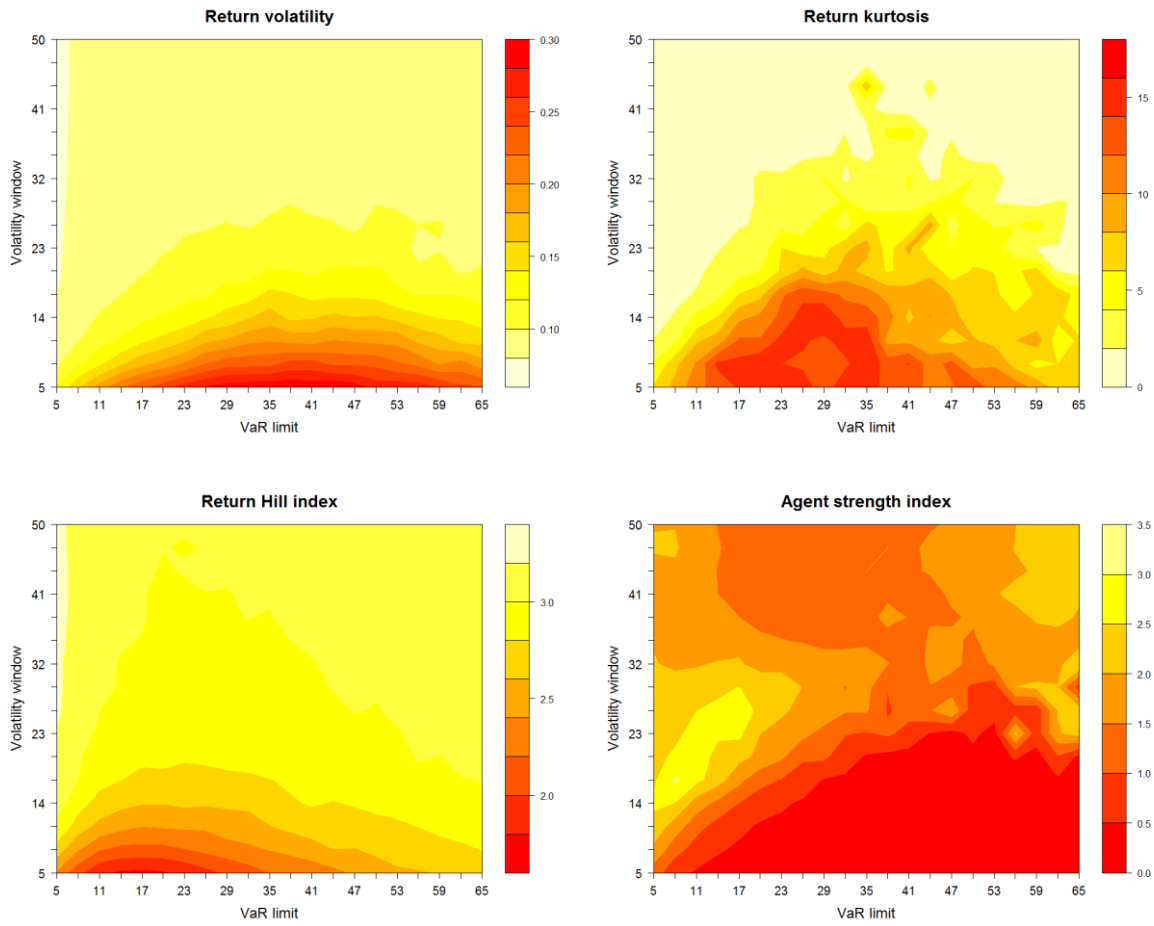 Return volatility
50
41
32
23
14
5
Volatility window
5 11 17 23 29 35 41 47 53 59 65
VaR limit
0.30
0.25
0.20
0.15
0.10
Return kurtosis
50
41
32
23
14
5
Volatility window
5 11 17 23 29 35 41 47 53 59 65
VaR limit
15
10
5
0
Return Hill index
50
41
32
23
14
5
Volatility window
5 11 17 23 29 35 41 47 53 59 65
VaR limit
3.0
2.5
2.0
Agent strength index
50
41
32
23
14
5
Volatility window
5 11 17 23 29 35 41 47 53 59 65
VaR limit
3.5
3.0
2.5
2.0
1.5
1.0
0.5
0.0